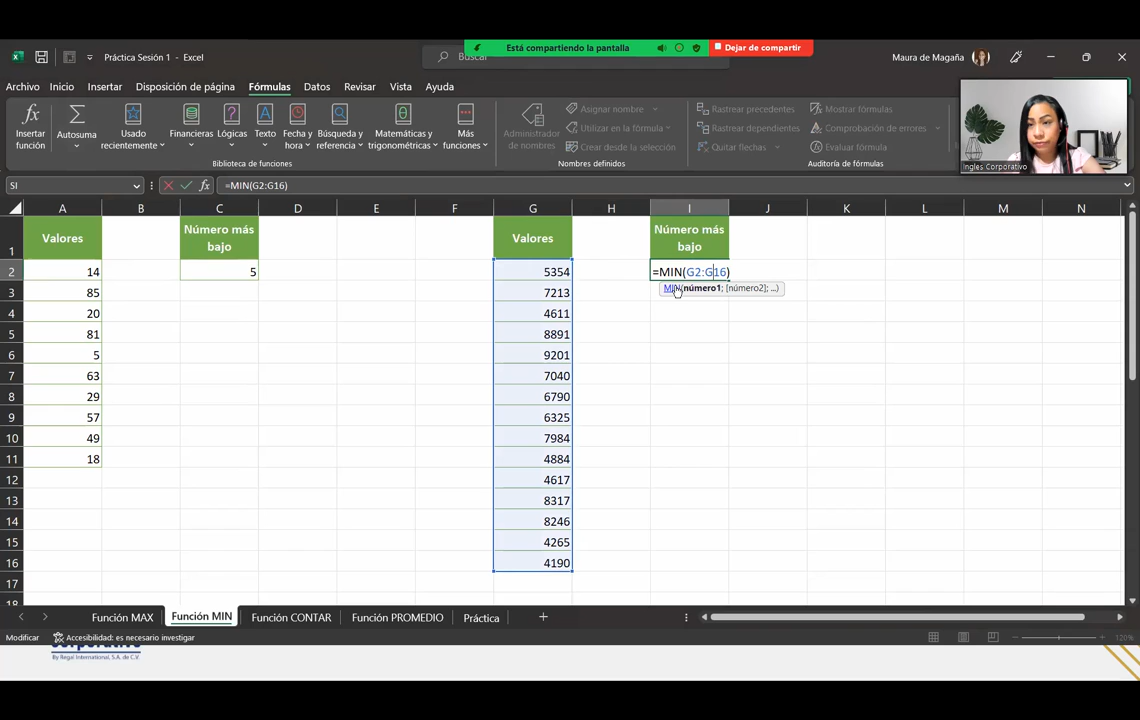 Está compartiendo la pantalla
Dejar de compartir
Práctica Sesión 1 - Excel
Buscar
Maura de Magaña
Archivo Inicio Insertar Disposición de página Fórmulas Datos Revisar Vista Ayuda
Insertar función
Autosuma
Usado recientemente
Financieras
Lógicas
Texto
Fecha y hora
Búsqueda y referencia
Matemáticas y trigonométricas
Más funciones
Biblioteca de funciones
Administrador de nombres
Asignar nombre
Utilizar en la fórmula
Crear desde la selección
Nombres definidos
Rastrear precedentes
Rastrear dependientes
Quitar flechas
Mostrar fórmulas
Comprobación de errores
Evaluar fórmula
Auditoría de fórmulas
Ingles Corporativo
SI
fx =MIN(G2:G16)
A B C D E F G H I J K L M N
1 Valores Número más bajo Valores Número más bajo
2 14 5 5354 =MIN(G2:G16)
MIN(número1; [número2]; ...)
3 85 7213
4 20 4611
5 81 8891
6 5 9201
7 63 7040
8 29 6790
9 57 6325
10 49 7984
11 18 4884
12 4617
13 8317
14 8246
15 4265
16 4190
17
18
Función MAX Función MIN Función CONTAR Función PROMEDIO Práctica
Modificar
Accesibilidad: es necesario investigar
120%
corporativo
By Regal International, S.A. de C.V.